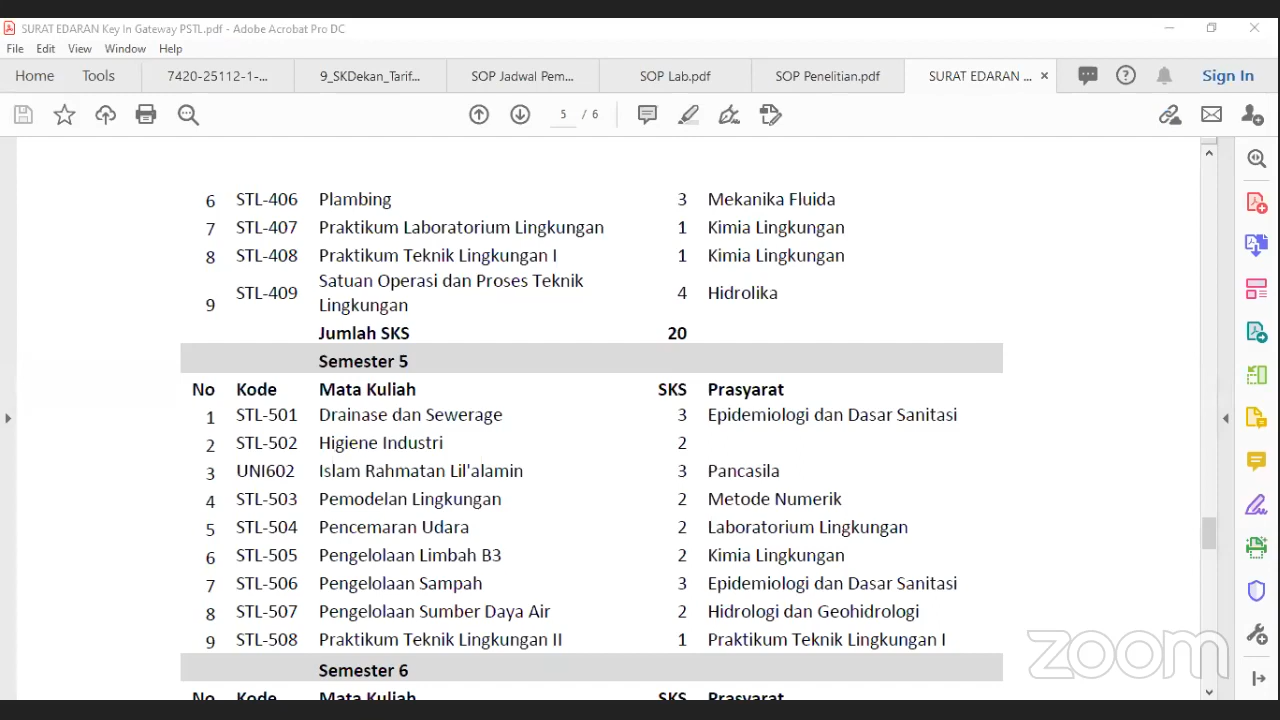 SURAT EDARAN Key In Gateway PSTL.pdf - Adobe Acrobat Pro DC
File Edit View Window Help
Home Tools 7420-25112-1-... 9_SKDekan_Tarif... SOP Jadwal Pem... SOP Lab.pdf SOP Penelitian.pdf SURAT EDARAN ... × Sign In
5 / 6
6 STL-406 Plambing 3 Mekanika Fluida
7 STL-407 Praktikum Laboratorium Lingkungan 1 Kimia Lingkungan
8 STL-408 Praktikum Teknik Lingkungan I 1 Kimia Lingkungan
9 STL-409 Satuan Operasi dan Proses Teknik
Lingkungan 4 Hidrolika
Jumlah SKS 20
Semester 5
No Kode Mata Kuliah SKS Prasyarat
1 STL-501 Drainase dan Sewerage 3 Epidemiologi dan Dasar Sanitasi
2 STL-502 Higiene Industri 2
3 UNI602 Islam Rahmatan Lil'alamin 3 Pancasila
4 STL-503 Pemodelan Lingkungan 2 Metode Numerik
5 STL-504 Pencemaran Udara 2 Laboratorium Lingkungan
6 STL-505 Pengelolaan Limbah B3 2 Kimia Lingkungan
7 STL-506 Pengelolaan Sampah 3 Epidemiologi dan Dasar Sanitasi
8 STL-507 Pengelolaan Sumber Daya Air 2 Hidrologi dan Geohidrologi
9 STL-508 Praktikum Teknik Lingkungan II 1 Praktikum Teknik Lingkungan I
Semester 6
No Kode Mata Kuliah SKS Prasyarat
zoom